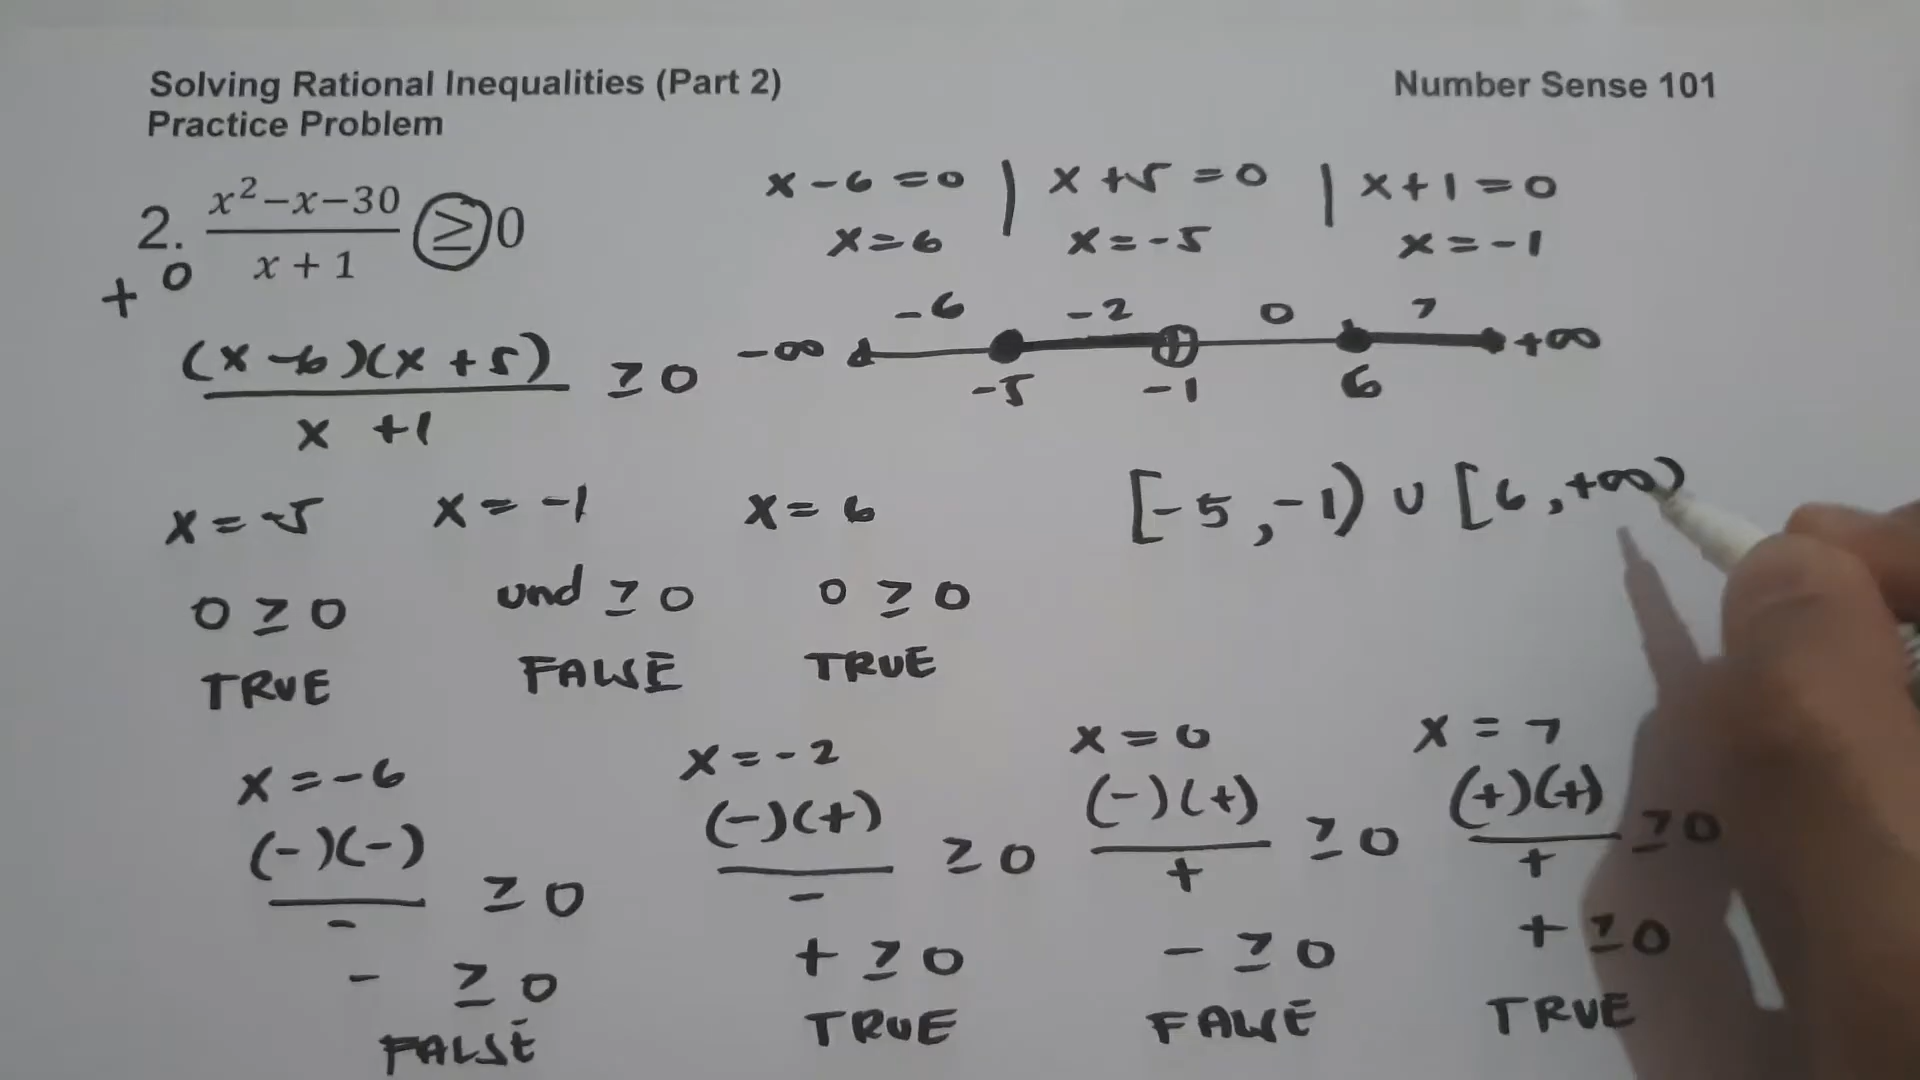 Solving Rational Inequalities (Part 2)
Number Sense 101
Practice Problem
2. x²−x−30 / x + 1 ≥ 0
+ 0
(x −6)(x +5) / x +1 ≥ 0
x −6 =0 | x +5 =0 | x+1 =0
x=6
x=−5
x=−1
−6 −2 0 7
−∞ +∞
−5 −1 6
[−5,−1) ∪ [6,+∞)
x = −5 x = −1 x = 6
0 ≥ 0 und ≥ 0 0 ≥ 0
TRUE FALSE TRUE
x = −6 x = −2 x = 0 x = 7
(−)(−) / − ≥ 0 (−)(+) / − ≥ 0 (−)(+) / + ≥ 0 (+)(+) / + ≥ 0
− ≥ 0 + ≥ 0 − ≥ 0 + ≥ 0
FALSE TRUE FALSE TRUE